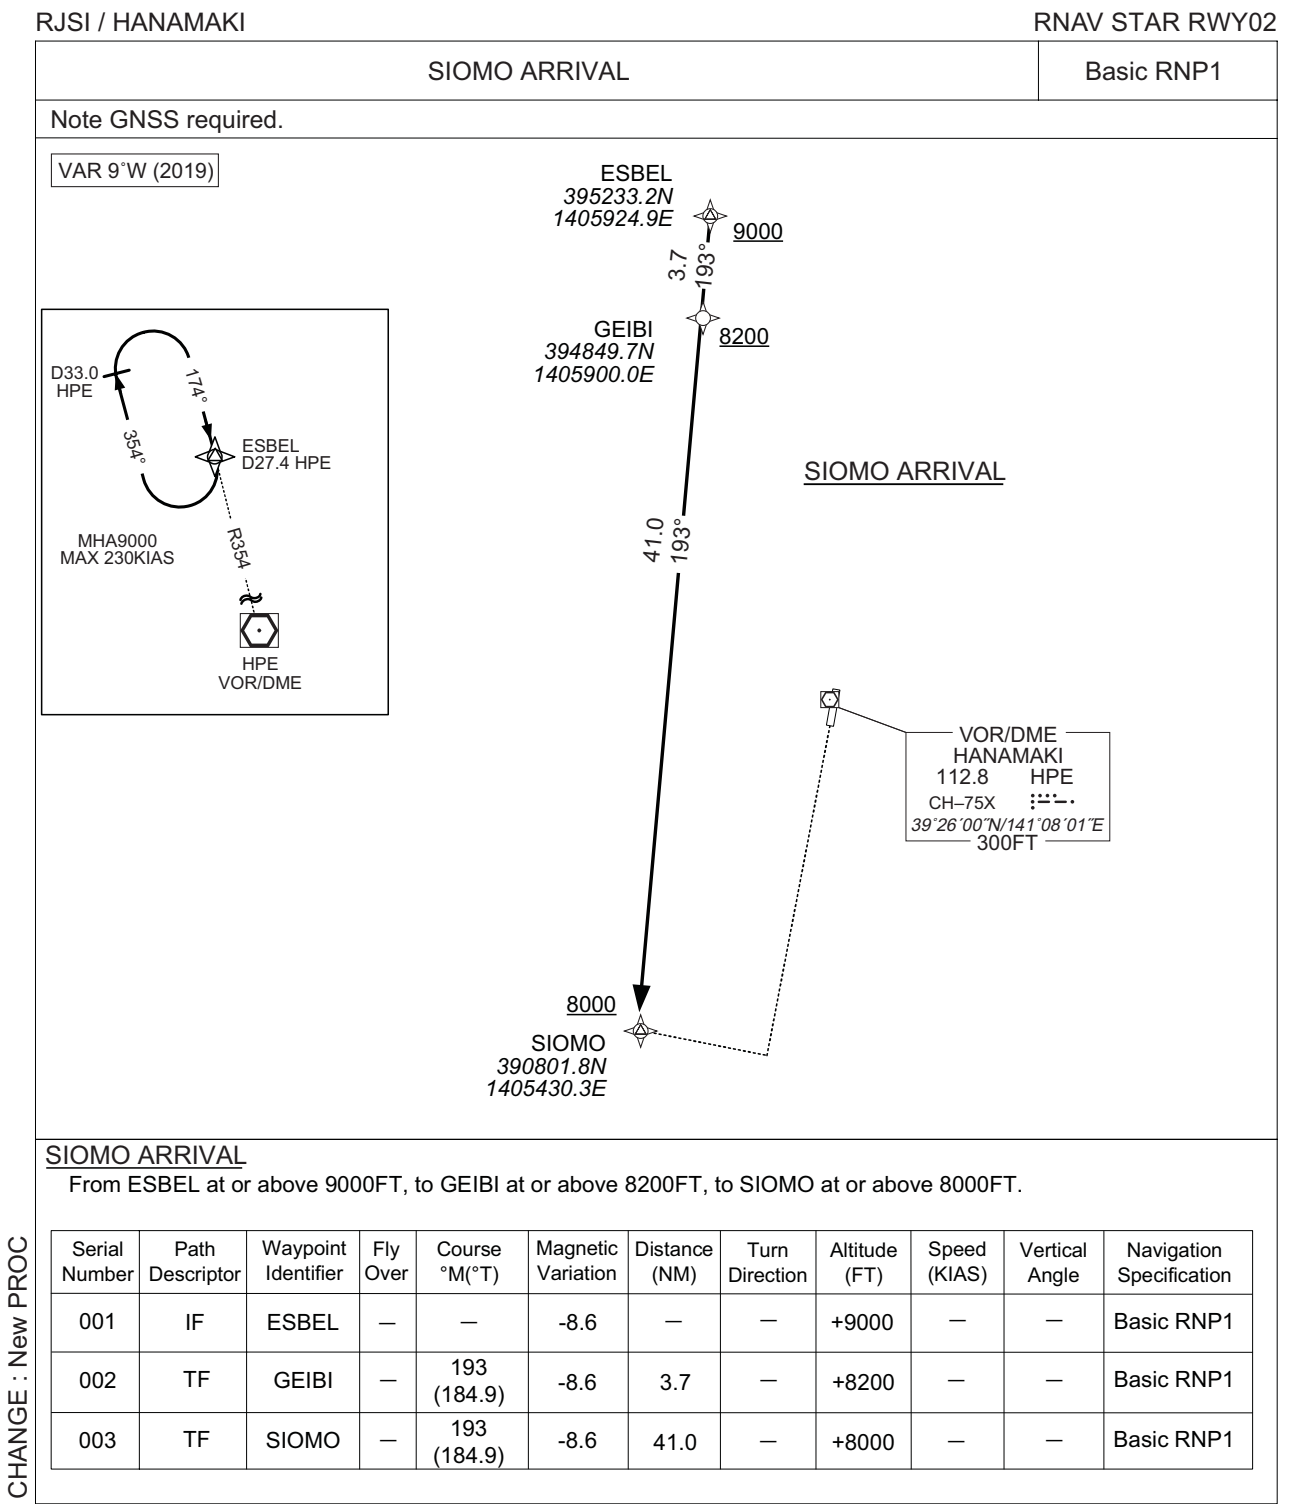 RJSI / HANAMAKI
RNAV STAR RWY02
SIOMO ARRIVAL
Basic RNP1
Note GNSS required.
VAR 9˚W (2019)
ESBEL
395233.2N
1405924.9E
9000
3.7
193°
GEIBI
394849.7N
1405900.0E
8200
D33.0
HPE
174°
354°
ESBEL
D27.4 HPE
MHA9000
MAX 230KIAS
R354
HPE
VOR/DME
SIOMO ARRIVAL
41.0
193°
VOR/DME
HANAMAKI
112.8 HPE
CH–75X
39˚26´00˝N/141˚08´01˝E
300FT
8000
SIOMO
390801.8N
1405430.3E
SIOMO ARRIVAL
From ESBEL at or above 9000FT, to GEIBI at or above 8200FT, to SIOMO at or above 8000FT.
Serial Number Path Descriptor Waypoint Identifier Fly Over Course °M(°T) Magnetic Variation Distance (NM) Turn Direction Altitude (FT) Speed (KIAS) Vertical Angle Navigation Specification
001 IF ESBEL — — -8.6 — — +9000 — — Basic RNP1
002 TF GEIBI — 193 (184.9) -8.6 3.7 — +8200 — — Basic RNP1
003 TF SIOMO — 193 (184.9) -8.6 41.0 — +8000 — — Basic RNP1
CHANGE : New PROC